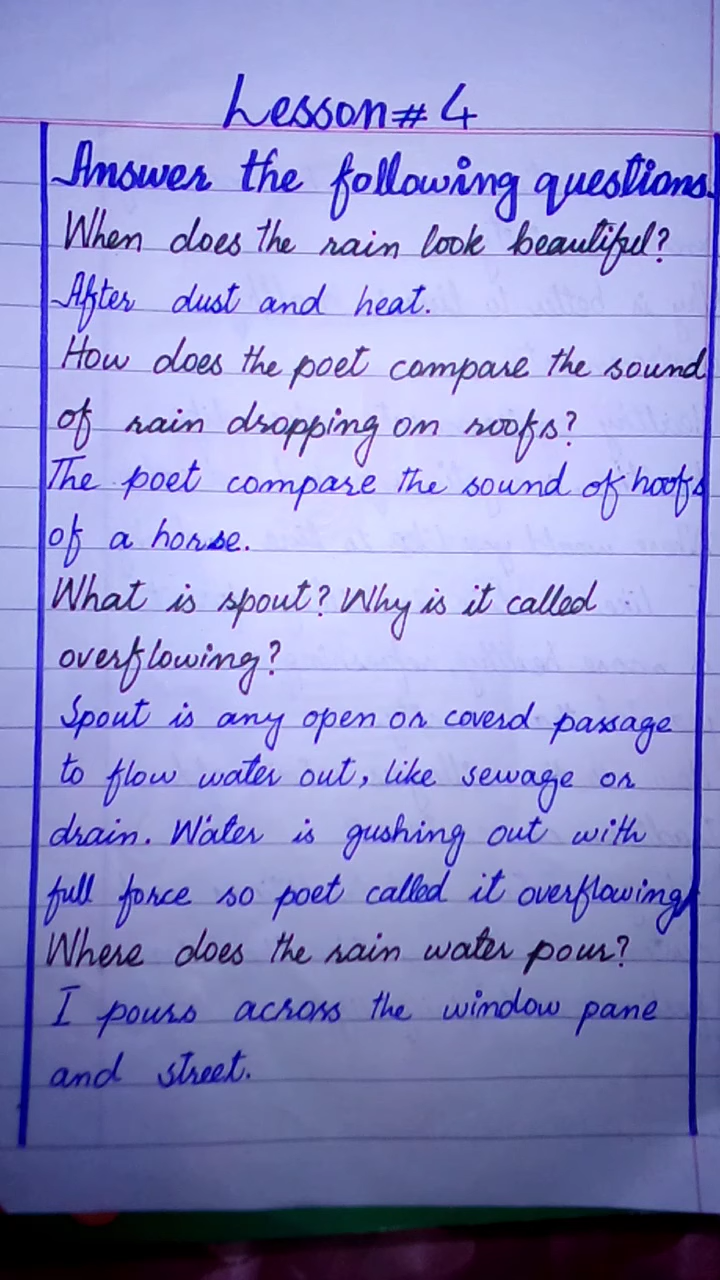 Lesson# 4
Answer the following questions.
When does the rain look beautiful?
After dust and heat.
How does the poet compare the sound
of rain dropping on roofs?
The poet compare the sound of hoofs
of a horse.
What is spout? Why is it called
overflowing?
Spout is any open or coverd passage
to flow water out, like sewage or
drain. Water is gushing out with
full force so poet called it overflowing
Where does the rain water pour?
I pours across the window pane
and street.